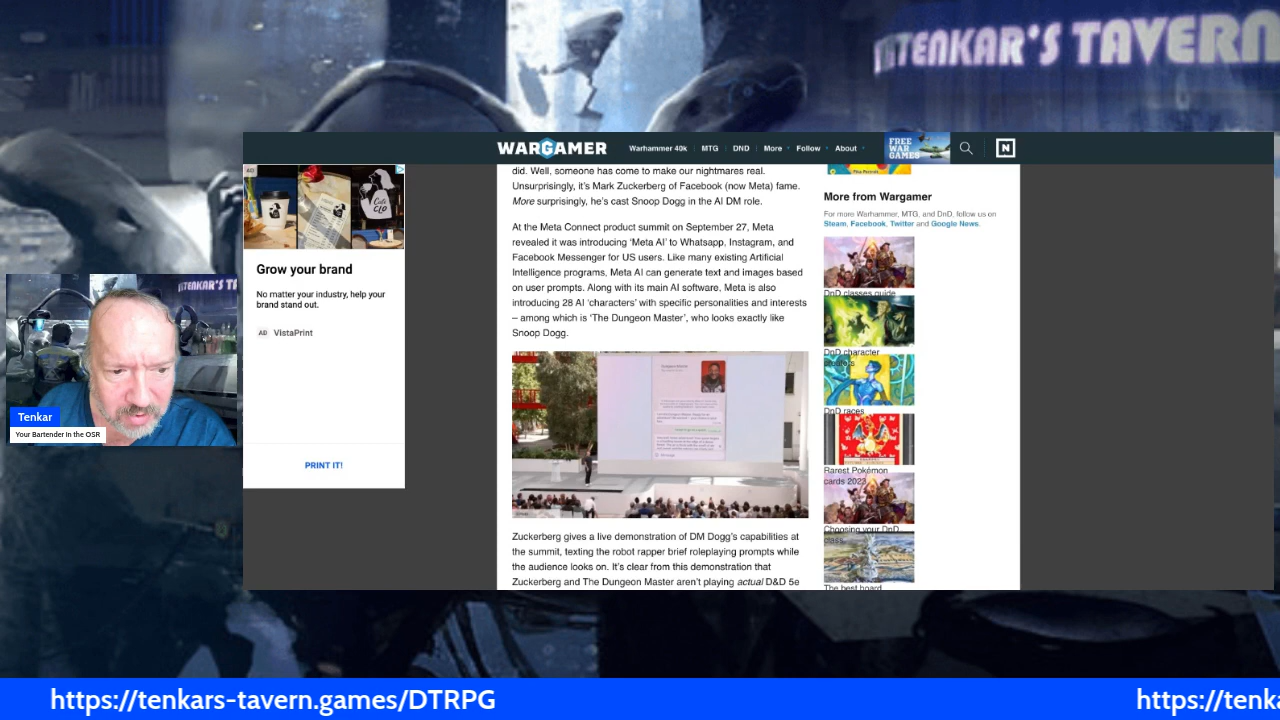 TENKAR'S TAVERN
WARGAMER
Warhammer 40k
MTG
DND
More
Follow
About
FREE
WAR
GAMES
N
AD
Cafe
CLO
Grow your brand
No matter your industry, help your
brand stand out.
AD VistaPrint
PRINT IT!
Tenkar
Your Bartender In the OSR
did. Well, someone has come to make our nightmares real.
Unsurprisingly, it's Mark Zuckerberg of Facebook (now Meta) fame.
More surprisingly, he's cast Snoop Dogg in the AI DM role.
At the Meta Connect product summit on September 27, Meta
revealed it was introducing 'Meta AI' to Whatsapp, Instagram, and
Facebook Messenger for US users. Like many existing Artificial
Intelligence programs, Meta AI can generate text and images based
on user prompts. Along with its main AI software, Meta is also
introducing 28 AI 'characters' with specific personalities and interests
– among which is 'The Dungeon Master', who looks exactly like
Snoop Dogg.
Zuckerberg gives a live demonstration of DM Dogg's capabilities at
the summit, texting the robot rapper brief roleplaying prompts while
the audience looks on. It's clear from this demonstration that
Zuckerberg and The Dungeon Master aren't playing actual D&D 5e
More from Wargamer
For more Warhammer, MTG, and DnD, follow us on
Steam, Facebook, Twitter and Google News.
DnD classes guide
DnD character
DnD races
Rarest Pokémon
cards 2023
Choosing your DnD
class
The best board
https://tenkars-tavern.games/DTRPG
https://tenka